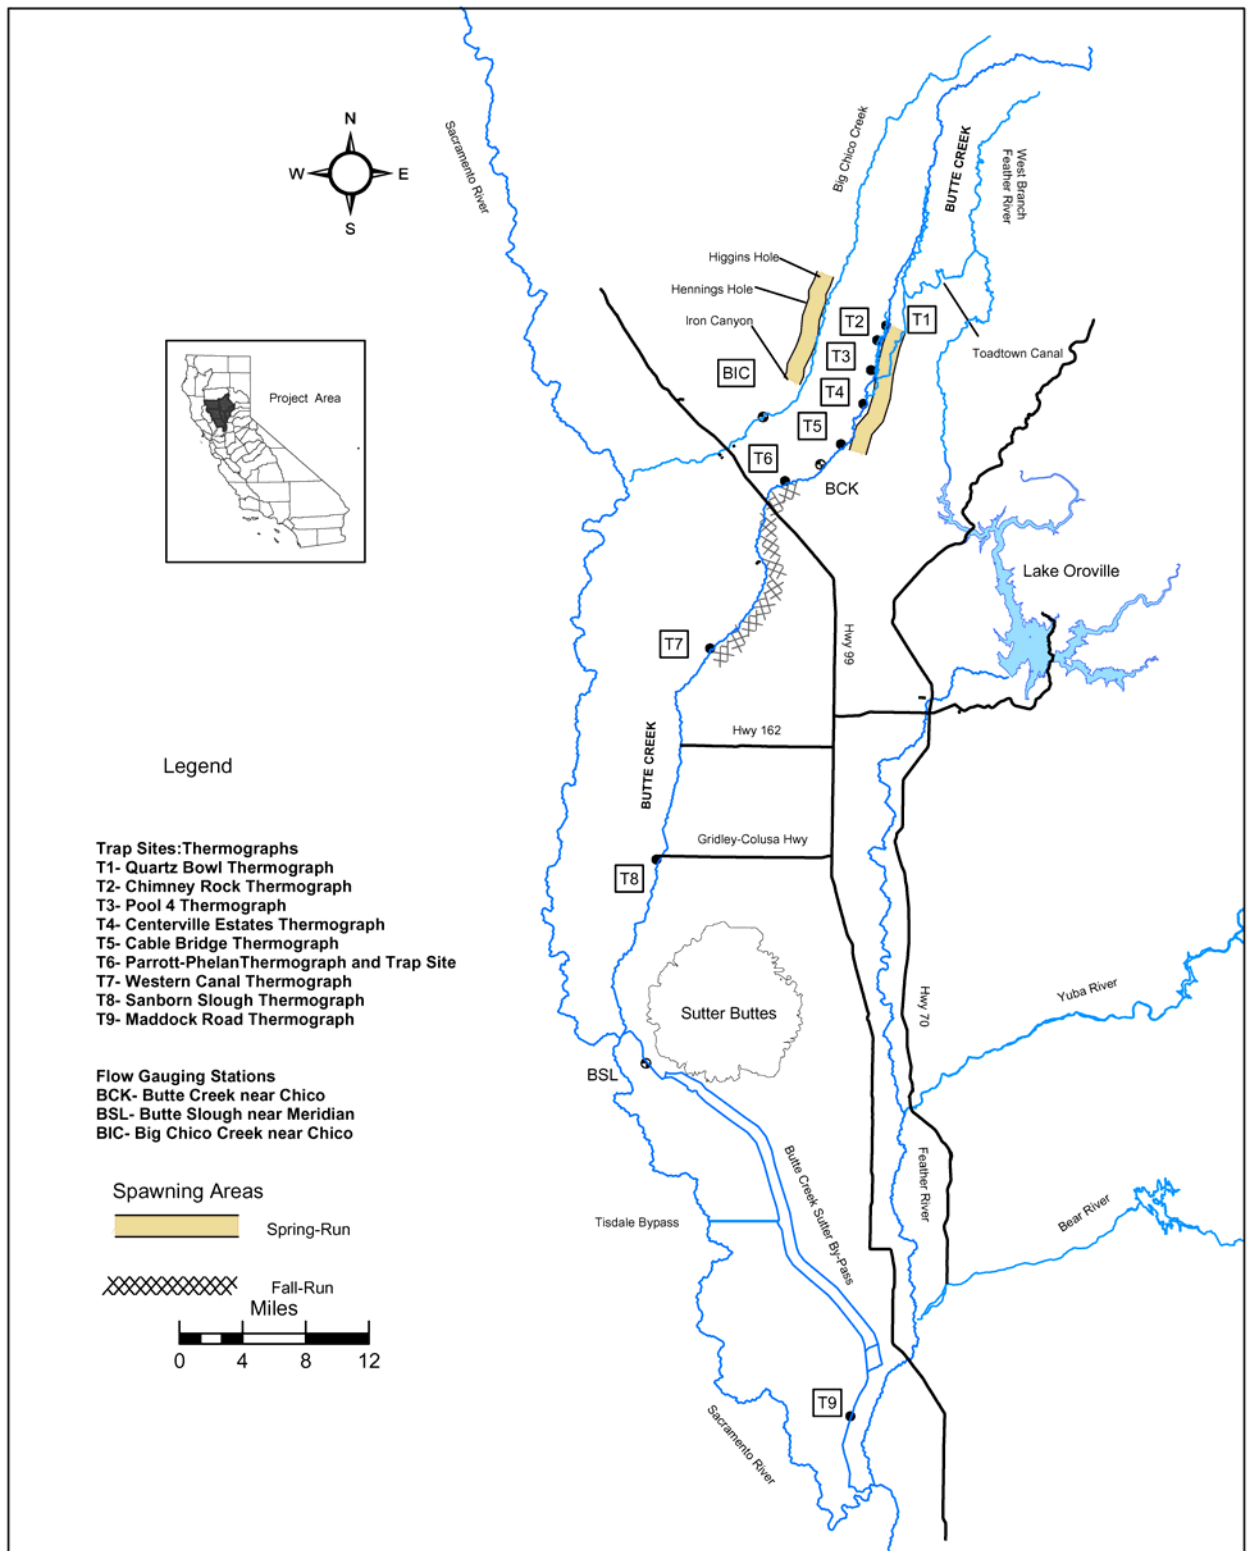 N
W E
S
Sacramento River
Big Chico Creek
BUTTE CREEK
West Branch
Feather River
Higgins Hole
Hennings Hole
Iron Canyon
T2
T1
T3
Toadtown Canal
BIC
T4
T5
T6
BCK
Project Area
Lake Oroville
T7
Hwy 99
Hwy 162
BUTTE CREEK
Gridley-Colusa Hwy
T8
Legend
Trap Sites:Thermographs
T1- Quartz Bowl Thermograph
T2- Chimney Rock Thermograph
T3- Pool 4 Thermograph
T4- Centerville Estates Thermograph
T5- Cable Bridge Thermograph
T6- Parrott-PhelanThermograph and Trap Site
T7- Western Canal Thermograph
T8- Sanborn Slough Thermograph
T9- Maddock Road Thermograph
Sutter Buttes
Hwy 70
Yuba River
BSL
Flow Gauging Stations
BCK- Butte Creek near Chico
BSL- Butte Slough near Meridian
BIC- Big Chico Creek near Chico
Butte Creek Sutter By-Pass
Feather River
Bear River
Tisdale Bypass
Spawning Areas
Spring-Run
Fall-Run
Miles
0 4 8 12
T9
Sacramento River